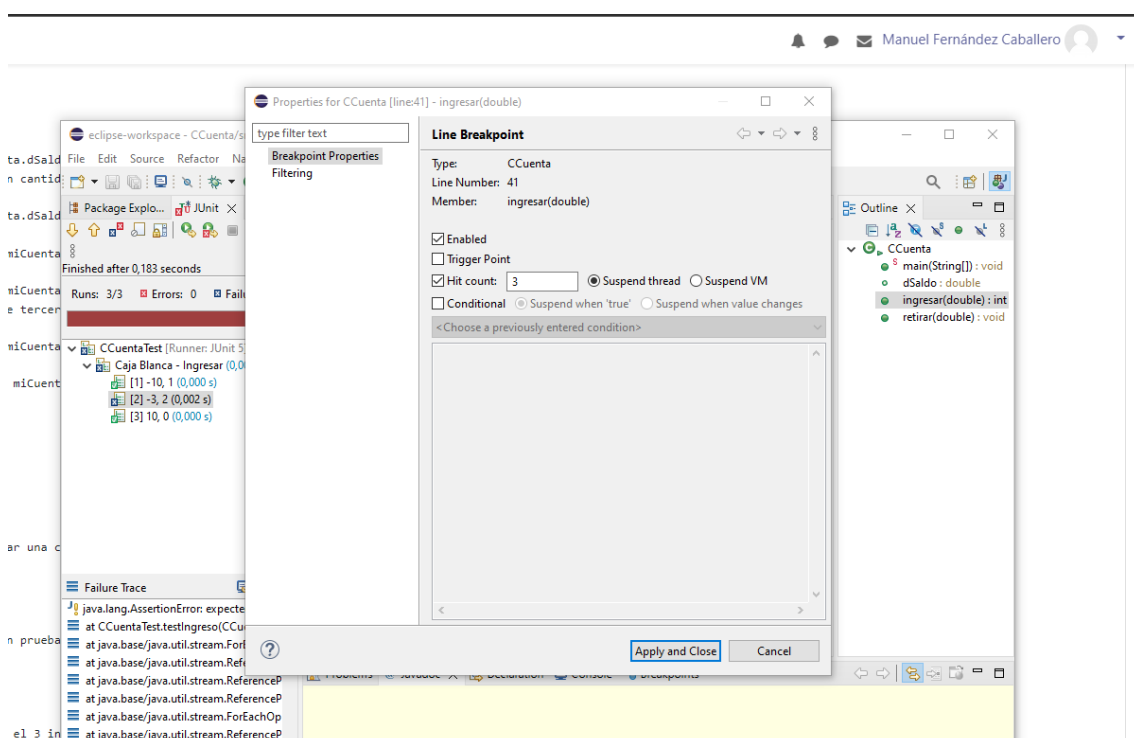 Manuel Fernández Caballero
Properties for CCuenta [line:41] - ingresar(double)
type filter text
Breakpoint Properties
Filtering
Line Breakpoint
Type: CCuenta
Line Number: 41
Member: ingresar(double)
Enabled
Trigger Point
Hit count: 3 Suspend thread Suspend VM
Conditional Suspend when 'true' Suspend when value changes
<Choose a previously entered condition>
Apply and Close Cancel
eclipse-workspace - CCuenta/s
File Edit Source Refactor Na
Package Explo... JUnit
Finished after 0,183 seconds
Runs: 3/3 Errors: 0 Fail
CCuentaTest [Runner: JUnit 5
Caja Blanca - Ingresar (0,0
[1] -10, 1 (0,000 s)
[2] -3, 2 (0,002 s)
[3] 10, 0 (0,000 s)
Failure Trace
java.lang.AssertionError: expecte
at CCuentaTest.testIngreso(CCu
at java.base/java.util.stream.ForE
at java.base/java.util.stream.Refe
at java.base/java.util.stream.ReferenceP
at java.base/java.util.stream.ReferenceP
at java.base/java.util.stream.ForEachOp
at java.base/java.util.stream.ReferenceP
Outline
CCuenta
main(String[]) : void
dSaldo : double
ingresar(double) : int
retirar(double) : void
ta.dSald
n cantid
ta.dSald
miCuenta
miCuenta
e tercer
miCuenta
miCuent
ar una c
n prueba
el 3 in